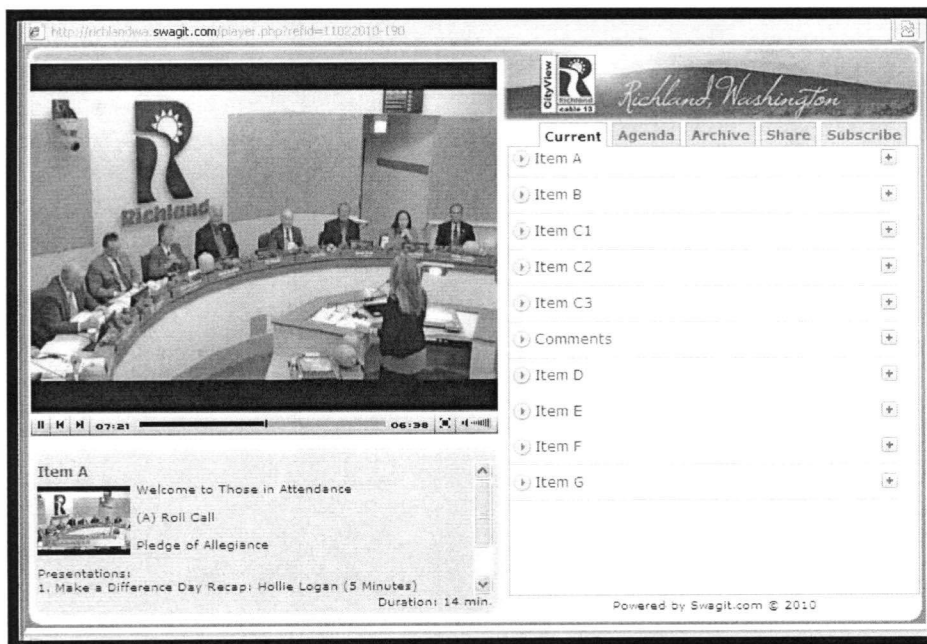 http://richlandwa.swagit.com/player.php?refid=11022010-190
R
Richland
CityView
Richland
cable 13
Richland, Washington
Current Agenda Archive Share Subscribe
Item A
Item B
Item C1
Item C2
Item C3
Comments
Item D
Item E
Item F
Item G
07:21 06:38
Item A
R
Welcome to Those in Attendance
(A) Roll Call
Pledge of Allegiance
Presentations:
1. Make a Difference Day Recap: Hollie Logan (5 Minutes)
Duration: 14 min.
Powered by Swagit.com © 2010